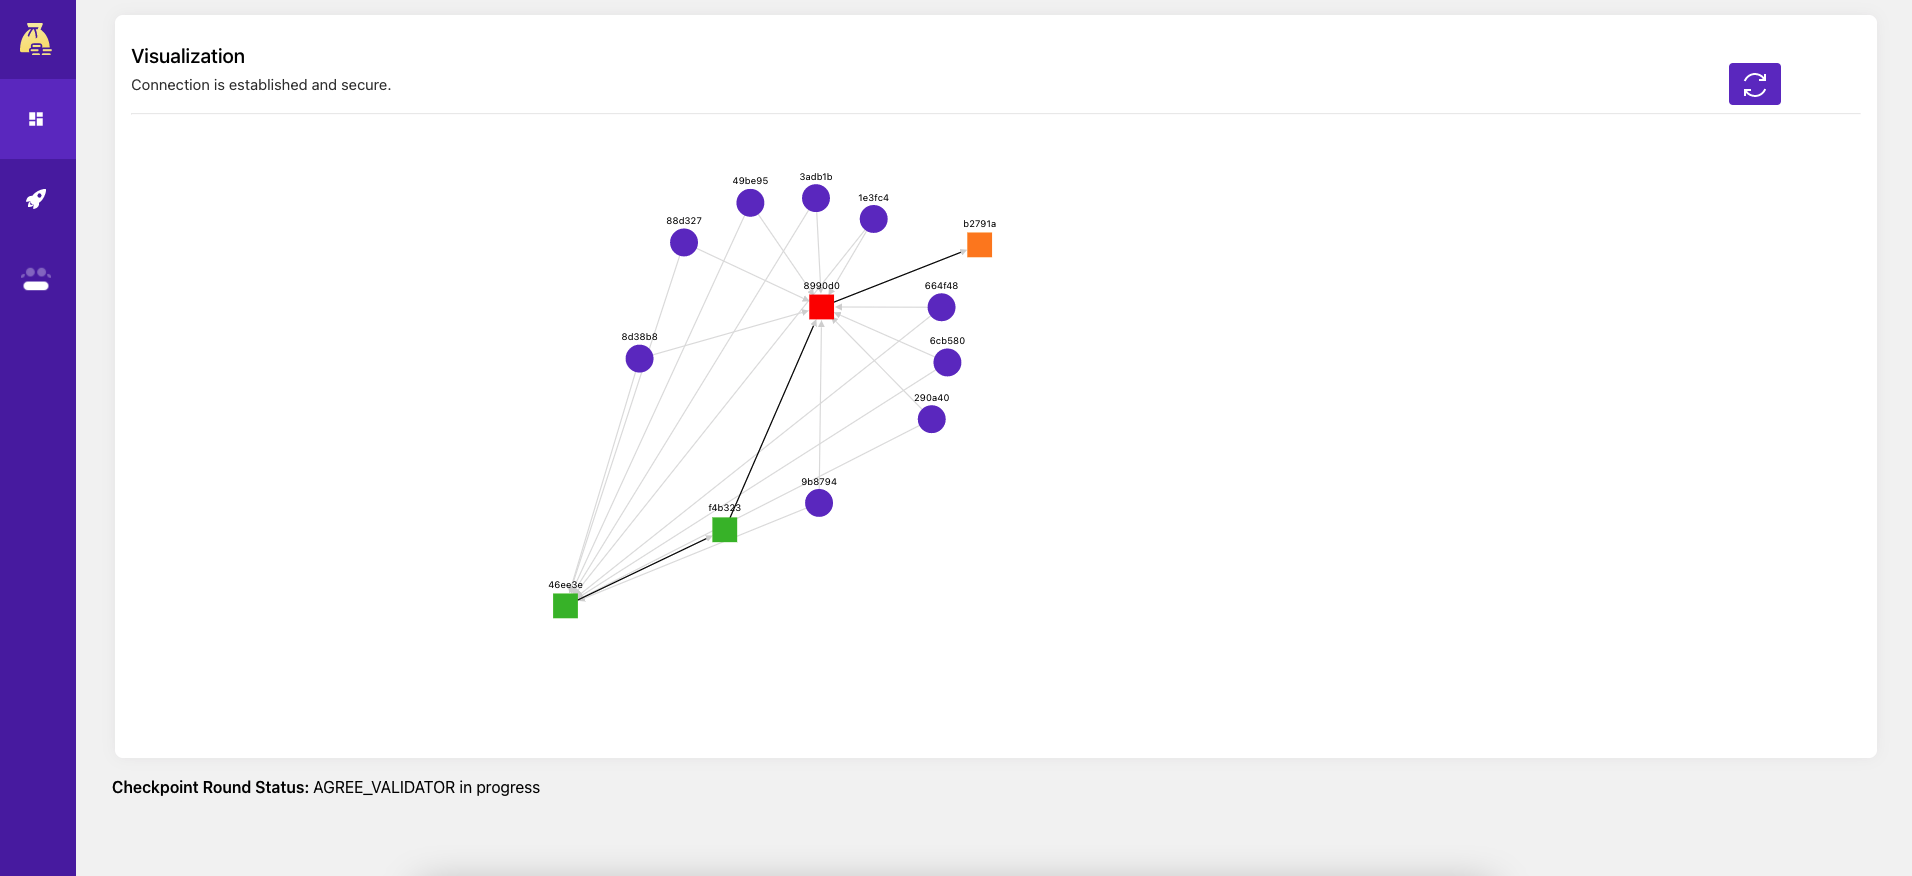 Visualization
Connection is established and secure.
3adb1b
49be95
1e3fc4
88d327
b2791a
8990d0
664f48
8d38b8
6cb580
290a40
9b8794
f4b323
46ee3e
Checkpoint Round Status: AGREE_VALIDATOR in progress